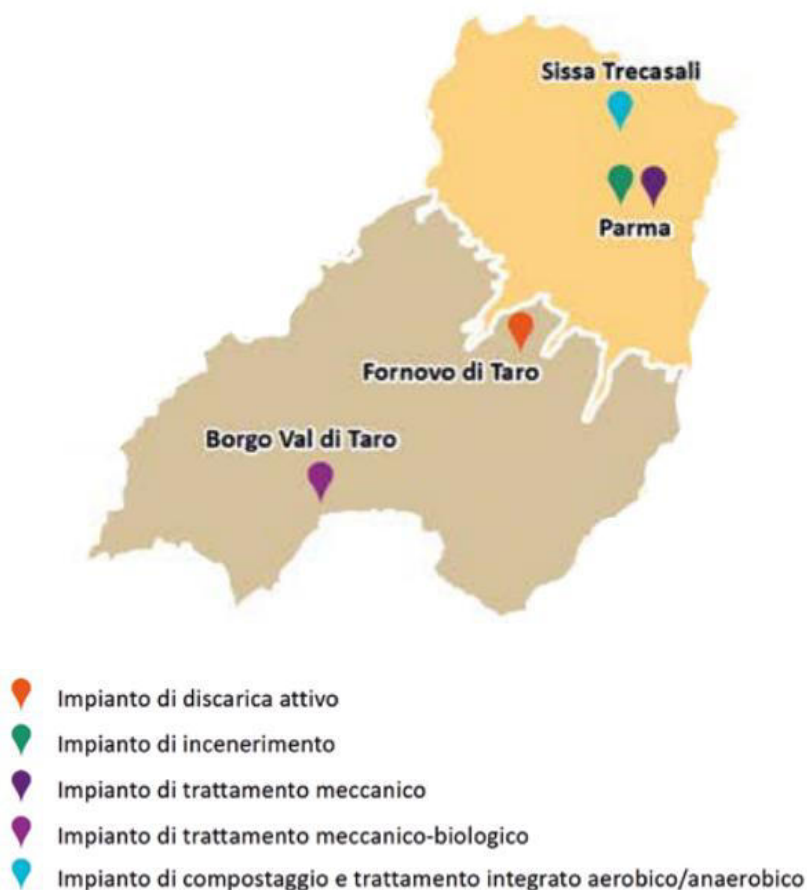 Sissa Trecasali
Parma
Fornovo di Taro
Borgo Val di Taro
Impianto di discarica attivo
Impianto di incenerimento
Impianto di trattamento meccanico
Impianto di trattamento meccanico-biologico
Impianto di compostaggio e trattamento integrato aerobico/anaerobico